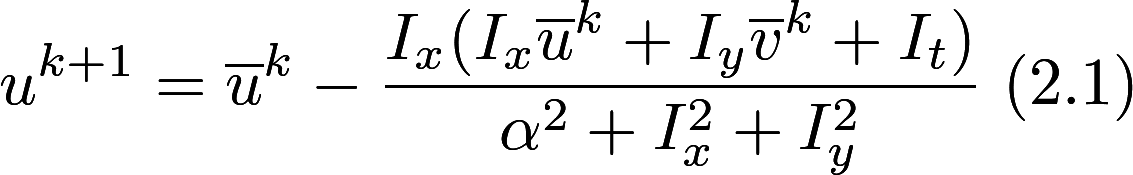 u^{k+1} = \overline{u}^k - \frac{I_x(I_x\overline{u}^k + I_y\overline{v}^k + I_t)}{\alpha^2 + I_x^2 + I_y^2} (2.1)